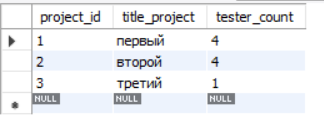 project_id title_project tester_count
1 первый 4
2 второй 4
3 третий 1
NULL NULL NULL